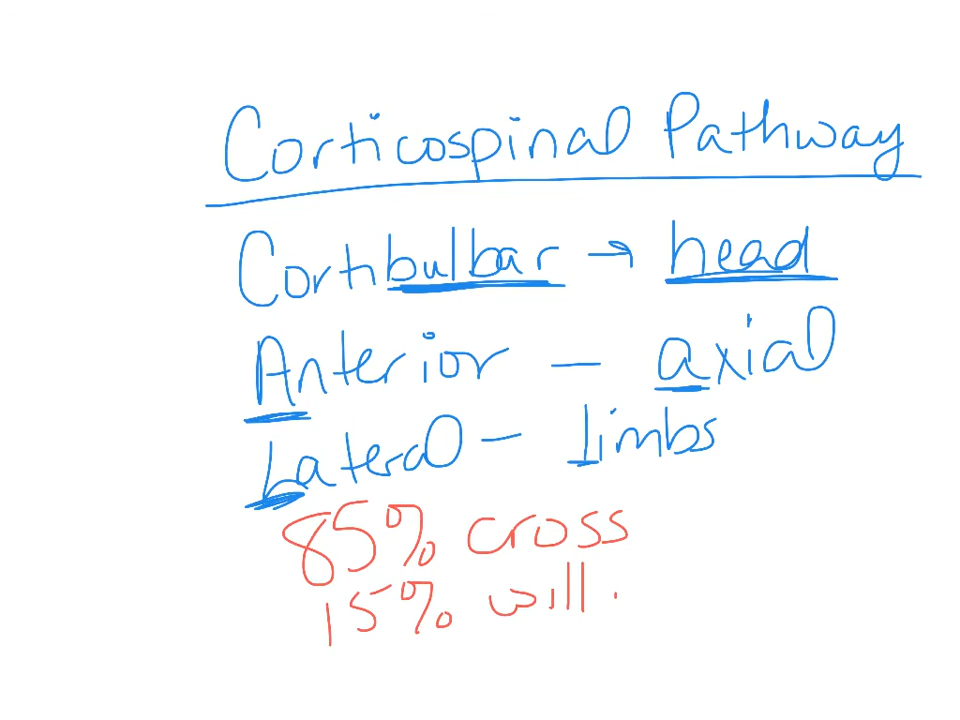 Corticospinal Pathway
Cortibulbar → head
Anterior — axial
Lateral — limbs
85% cross
15% will.